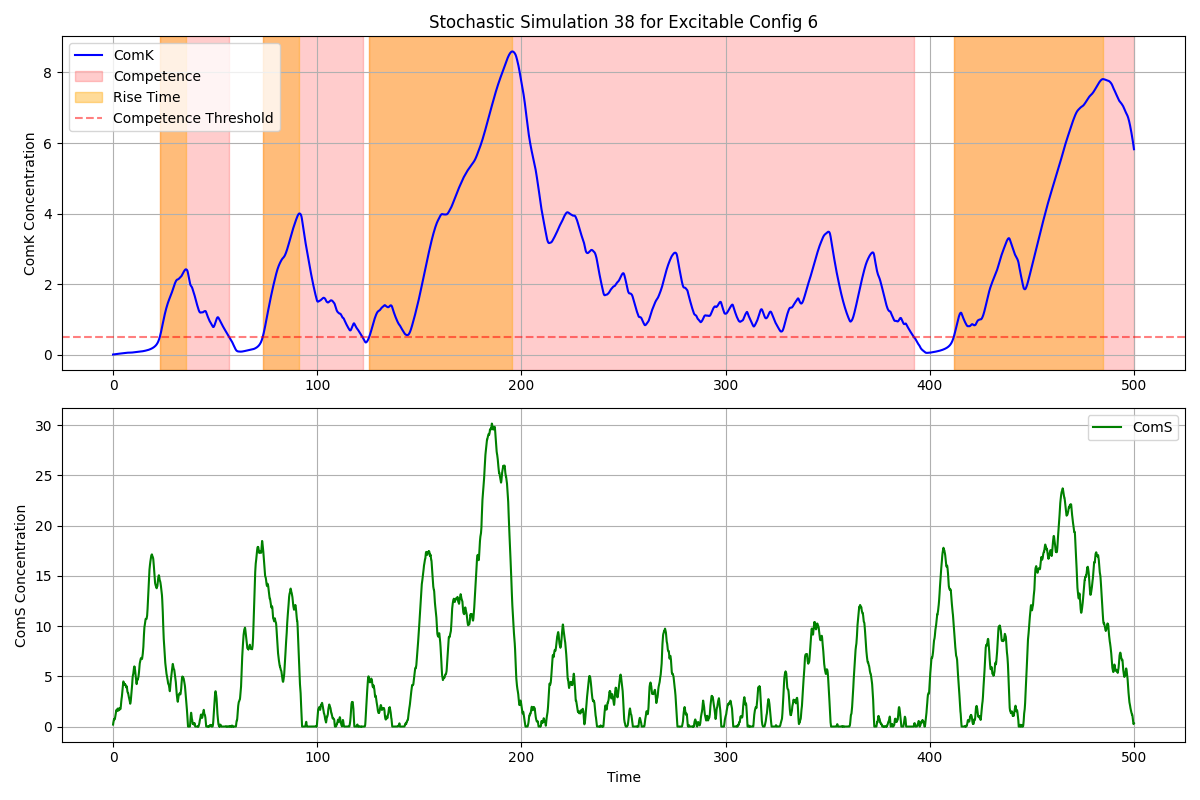 Stochastic Simulation 38 for Excitable Config 6
ComK
Competence
Rise Time
Competence Threshold
ComK Concentration
8
6
4
2
0
0 100 200 300 400 500
ComS
ComS Concentration
30
25
20
15
10
5
0
0 100 200 300 400 500
Time